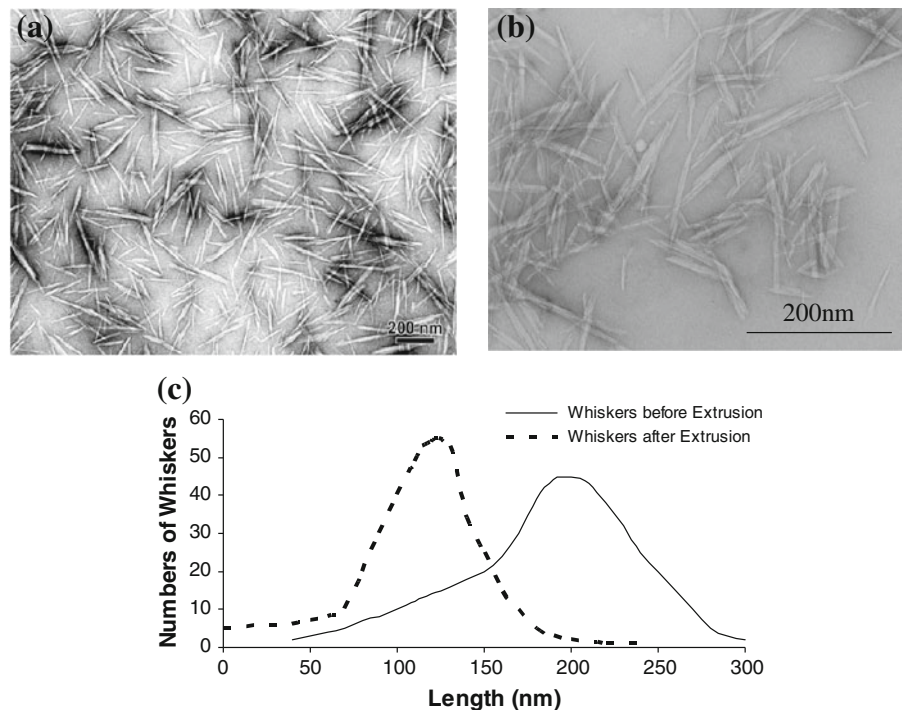 (a)
200 nm
(b)
200nm
(c)
60
50
40
30
20
10
0
Numbers of Whiskers
Whiskers before Extrusion
Whiskers after Extrusion
0 50 100 150 200 250 300
Length (nm)